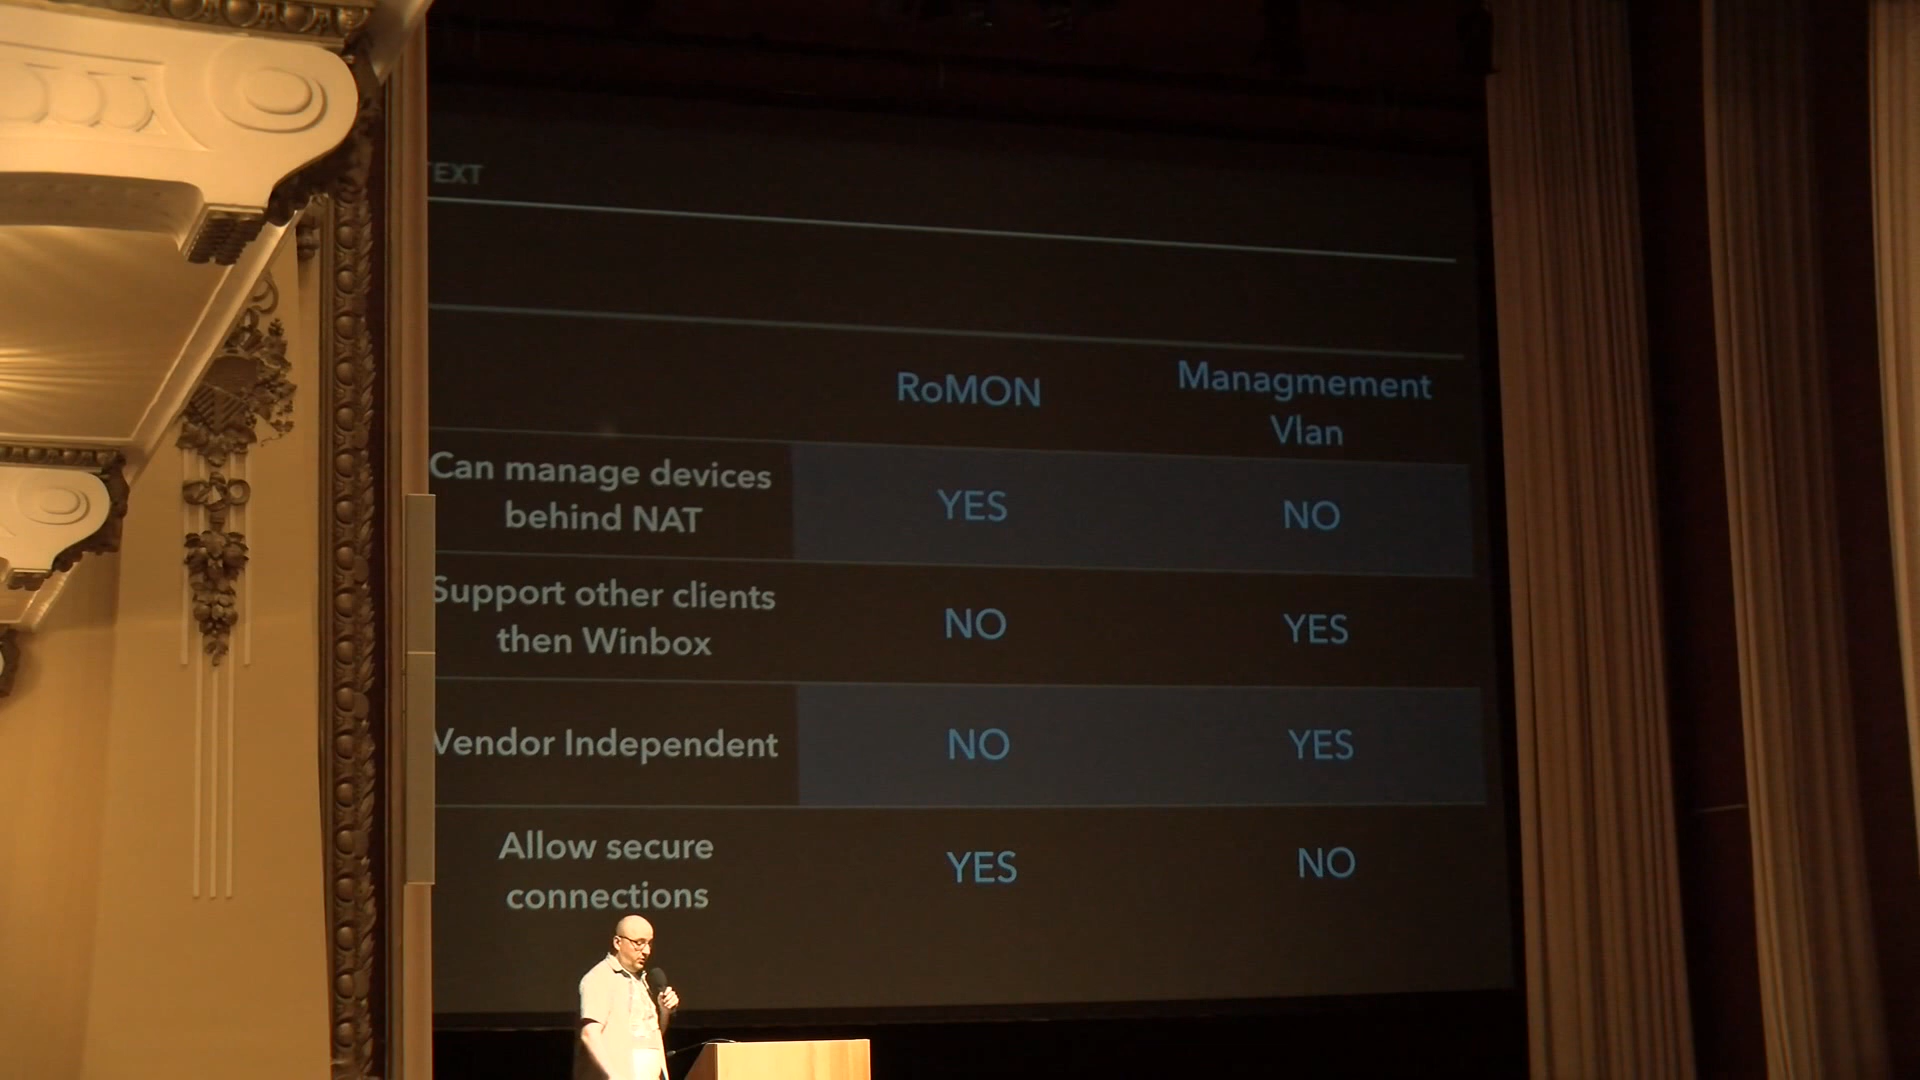 TEXT
RoMON
Managmement
Vlan
Can manage devices
behind NAT
YES
NO
Support other clients
then Winbox
NO
YES
Vendor Independent
NO
YES
Allow secure
connections
YES
NO